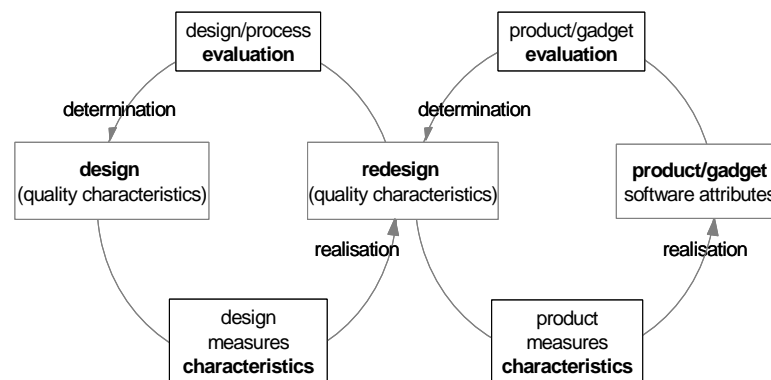 design/process
evaluation
product/gadget
evaluation
determination
determination
design
(quality characteristics)
redesign
(quality characteristics)
product/gadget
software attributes
realisation
realisation
design
measures
characteristics
product
measures
characteristics